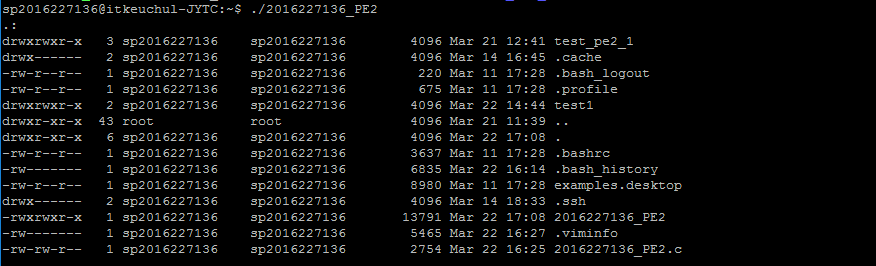 sp2016227136@itkeuchul-JYTC:~$ ./2016227136_PE2
.:
drwxrwxr-x   3 sp2016227136    sp2016227136         4096 Mar 21 12:41 test_pe2_1
drwx------   2 sp2016227136    sp2016227136         4096 Mar 14 16:45 .cache
-rw-r--r--   1 sp2016227136    sp2016227136          220 Mar 11 17:28 .bash_logout
-rw-r--r--   1 sp2016227136    sp2016227136          675 Mar 11 17:28 .profile
drwxrwxr-x   2 sp2016227136    sp2016227136         4096 Mar 22 14:44 test1
drwxr-xr-x  43 root            root                 4096 Mar 21 11:39 ..
drwxr-xr-x   6 sp2016227136    sp2016227136         4096 Mar 22 17:08 .
-rw-r--r--   1 sp2016227136    sp2016227136         3637 Mar 11 17:28 .bashrc
-rw-------   1 sp2016227136    sp2016227136         6835 Mar 22 16:14 .bash_history
-rw-r--r--   1 sp2016227136    sp2016227136         8980 Mar 11 17:28 examples.desktop
drwx------   2 sp2016227136    sp2016227136         4096 Mar 14 18:33 .ssh
-rwxrwxr-x   1 sp2016227136    sp2016227136        13791 Mar 22 17:08 2016227136_PE2
-rw-------   1 sp2016227136    sp2016227136         5465 Mar 22 16:27 .viminfo
-rw-rw-r--   1 sp2016227136    sp2016227136         2754 Mar 22 16:25 2016227136_PE2.c